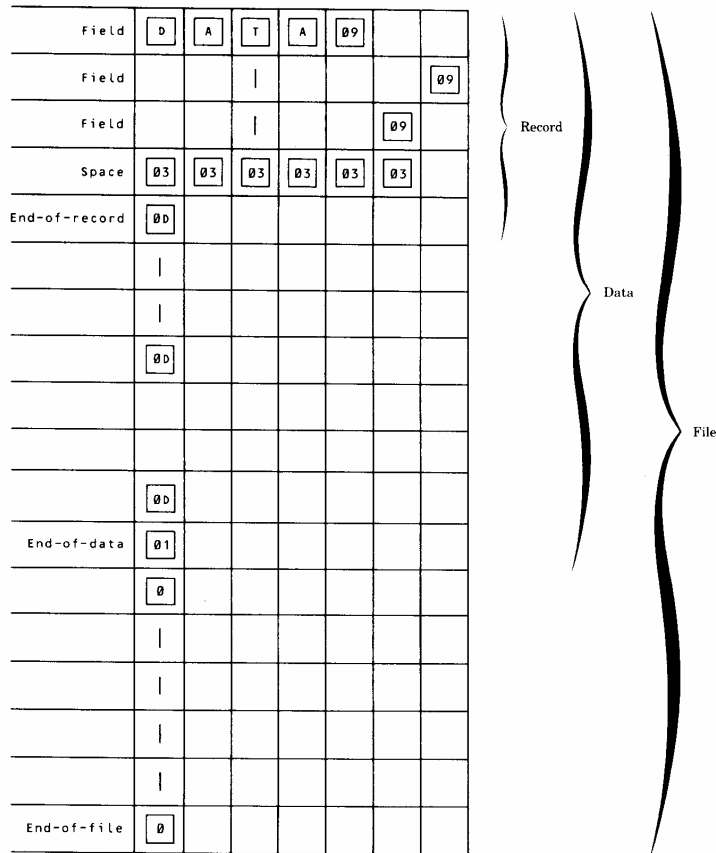 Field D A T A 09
Field | 09
Field | 09
Record
Space 03 03 03 03 03 03
End-of-record 0D
|
|
Data
0D
File
0D
End-of-data 01
0
|
|
|
|
End-of-file 0